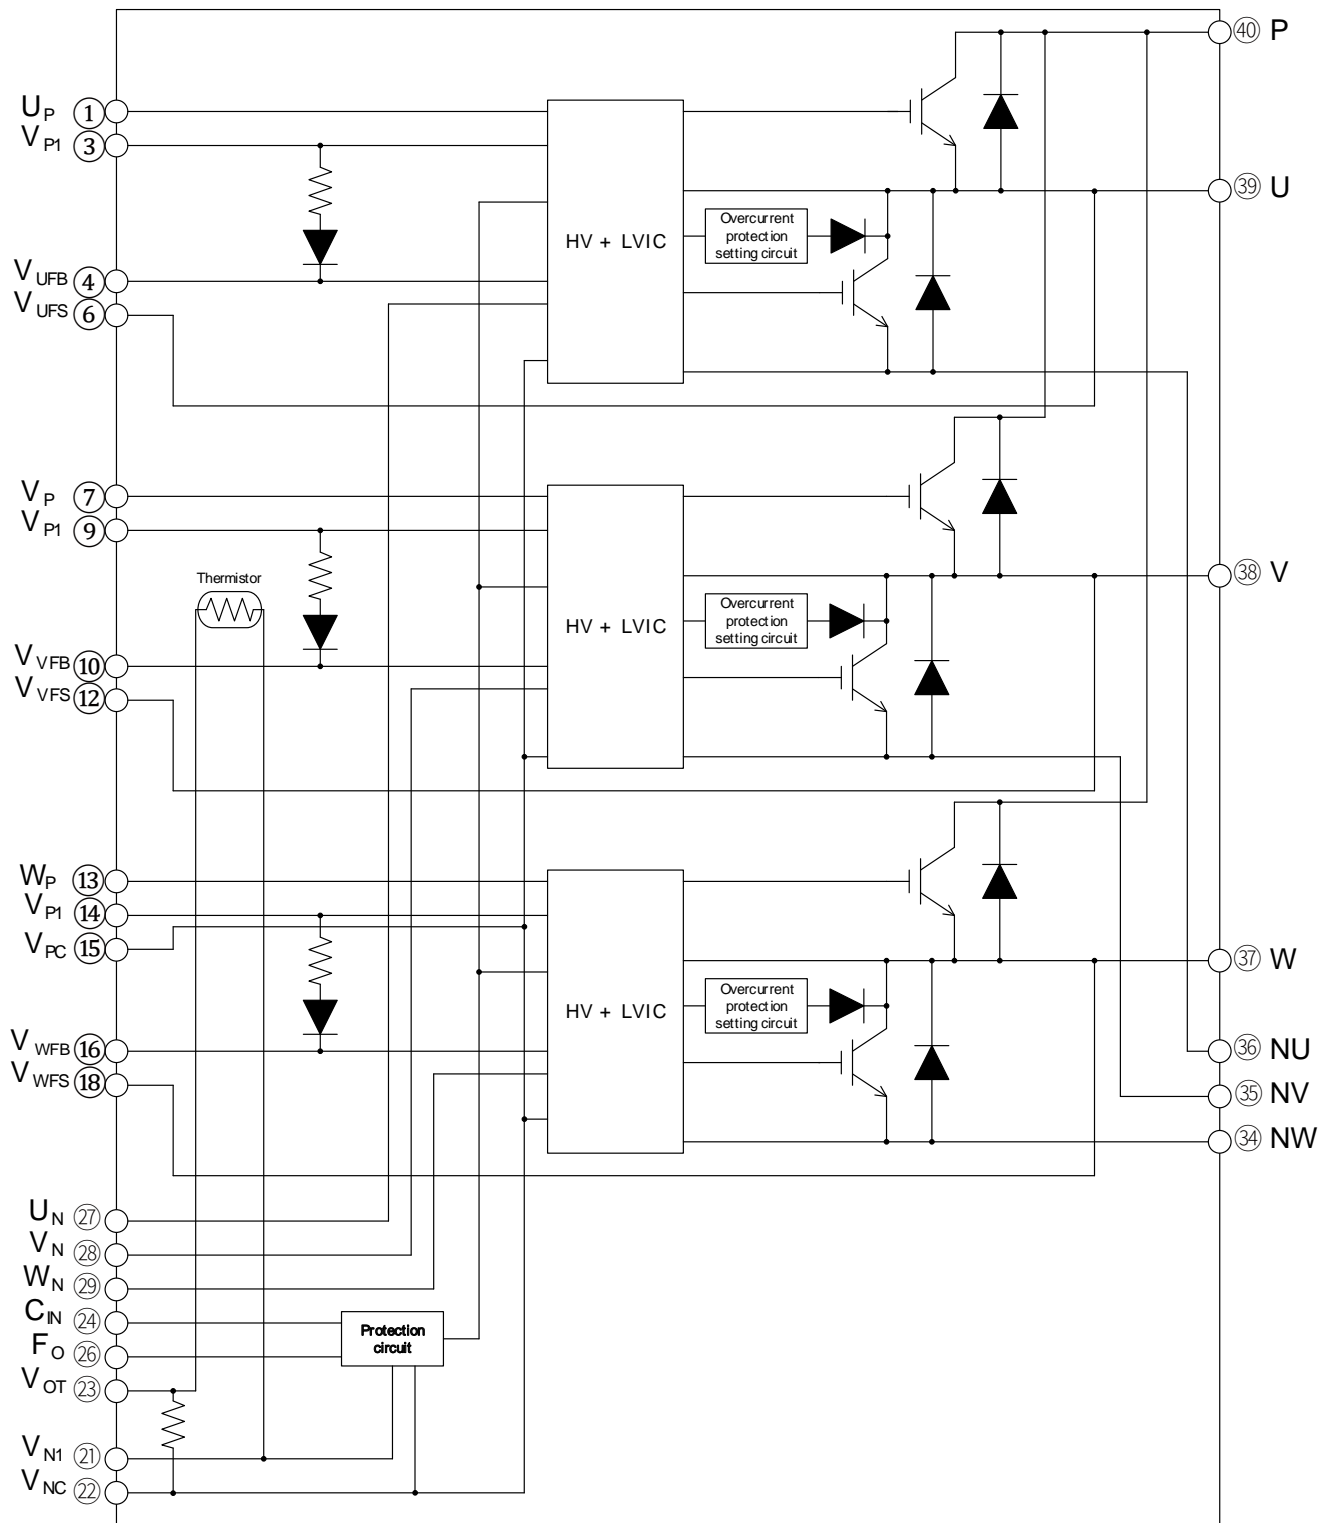 ㊵ P
UP ①
VP1 ③
㊴ U
Overcurrent
protection
setting circuit
HV + LVIC
VUFB ④
VUFS ⑥
VP ⑦
VP1 ⑨
㊳ V
Thermistor
Overcurrent
protection
setting circuit
HV + LVIC
VVFB ⑩
VVFS ⑫
WP ⑬
VP1 ⑭
VPC ⑮
㊲ W
Overcurrent
protection
setting circuit
HV + LVIC
VWFB ⑯
㊱ NU
VWFS ⑱
㉟ NV
㉞ NW
UN ㉗
VN ㉘
WN ㉙
CIN ㉔
Protection
circuit
FO ㉖
VOT ㉓
VN1 ㉑
VNC ㉒